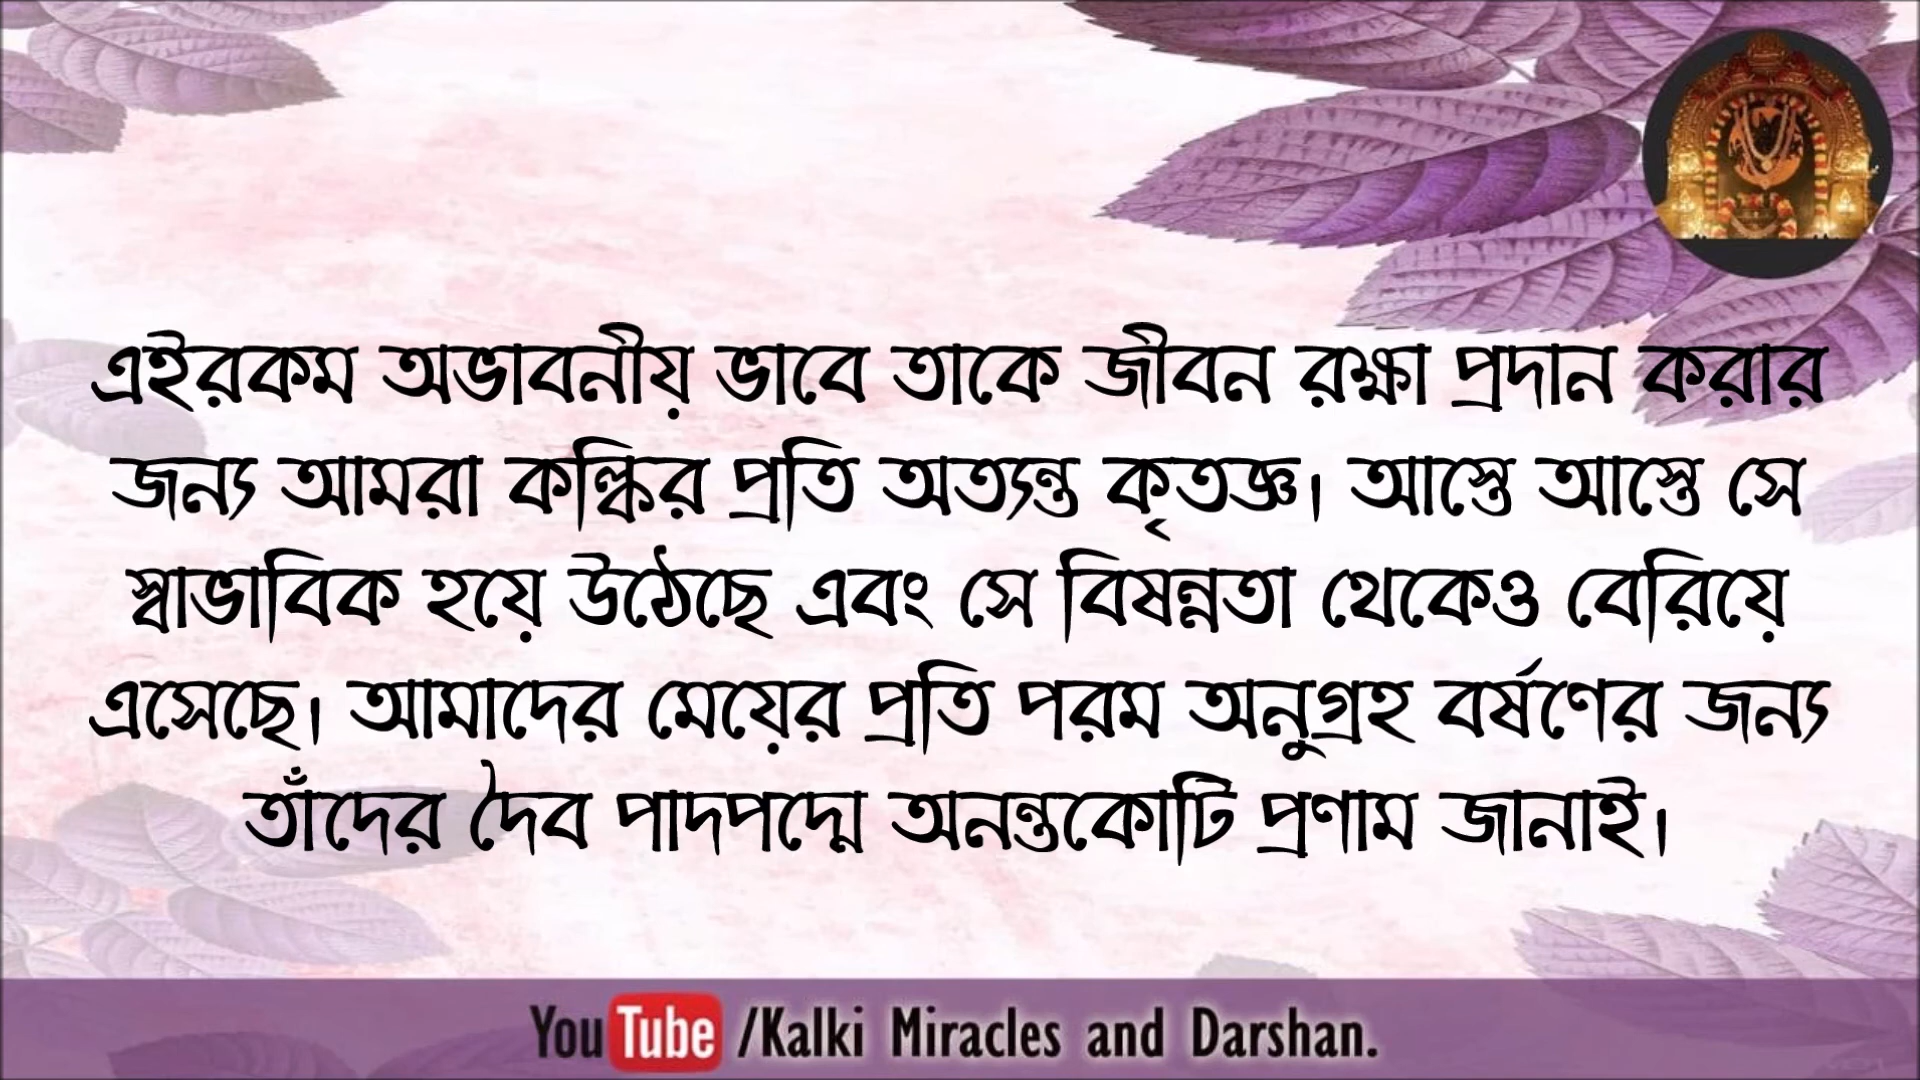 এইরকম অভাবনীয় ভাবে তাকে জীবন রক্ষা প্রদান করার
জন্য আমরা কল্কির প্রতি অত্যন্ত কৃতজ্ঞ। আস্তে আস্তে সে
স্বাভাবিক হয়ে উঠেছে এবং সে বিষন্নতা থেকেও বেরিয়ে
এসেছে। আমাদের মেয়ের প্রতি পরম অনুগ্রহ বর্ষণের জন্য
তাঁদের দৈব পাদপদ্মে অনন্তকোটি প্রণাম জানাই।
YouTube /Kalki Miracles and Darshan.